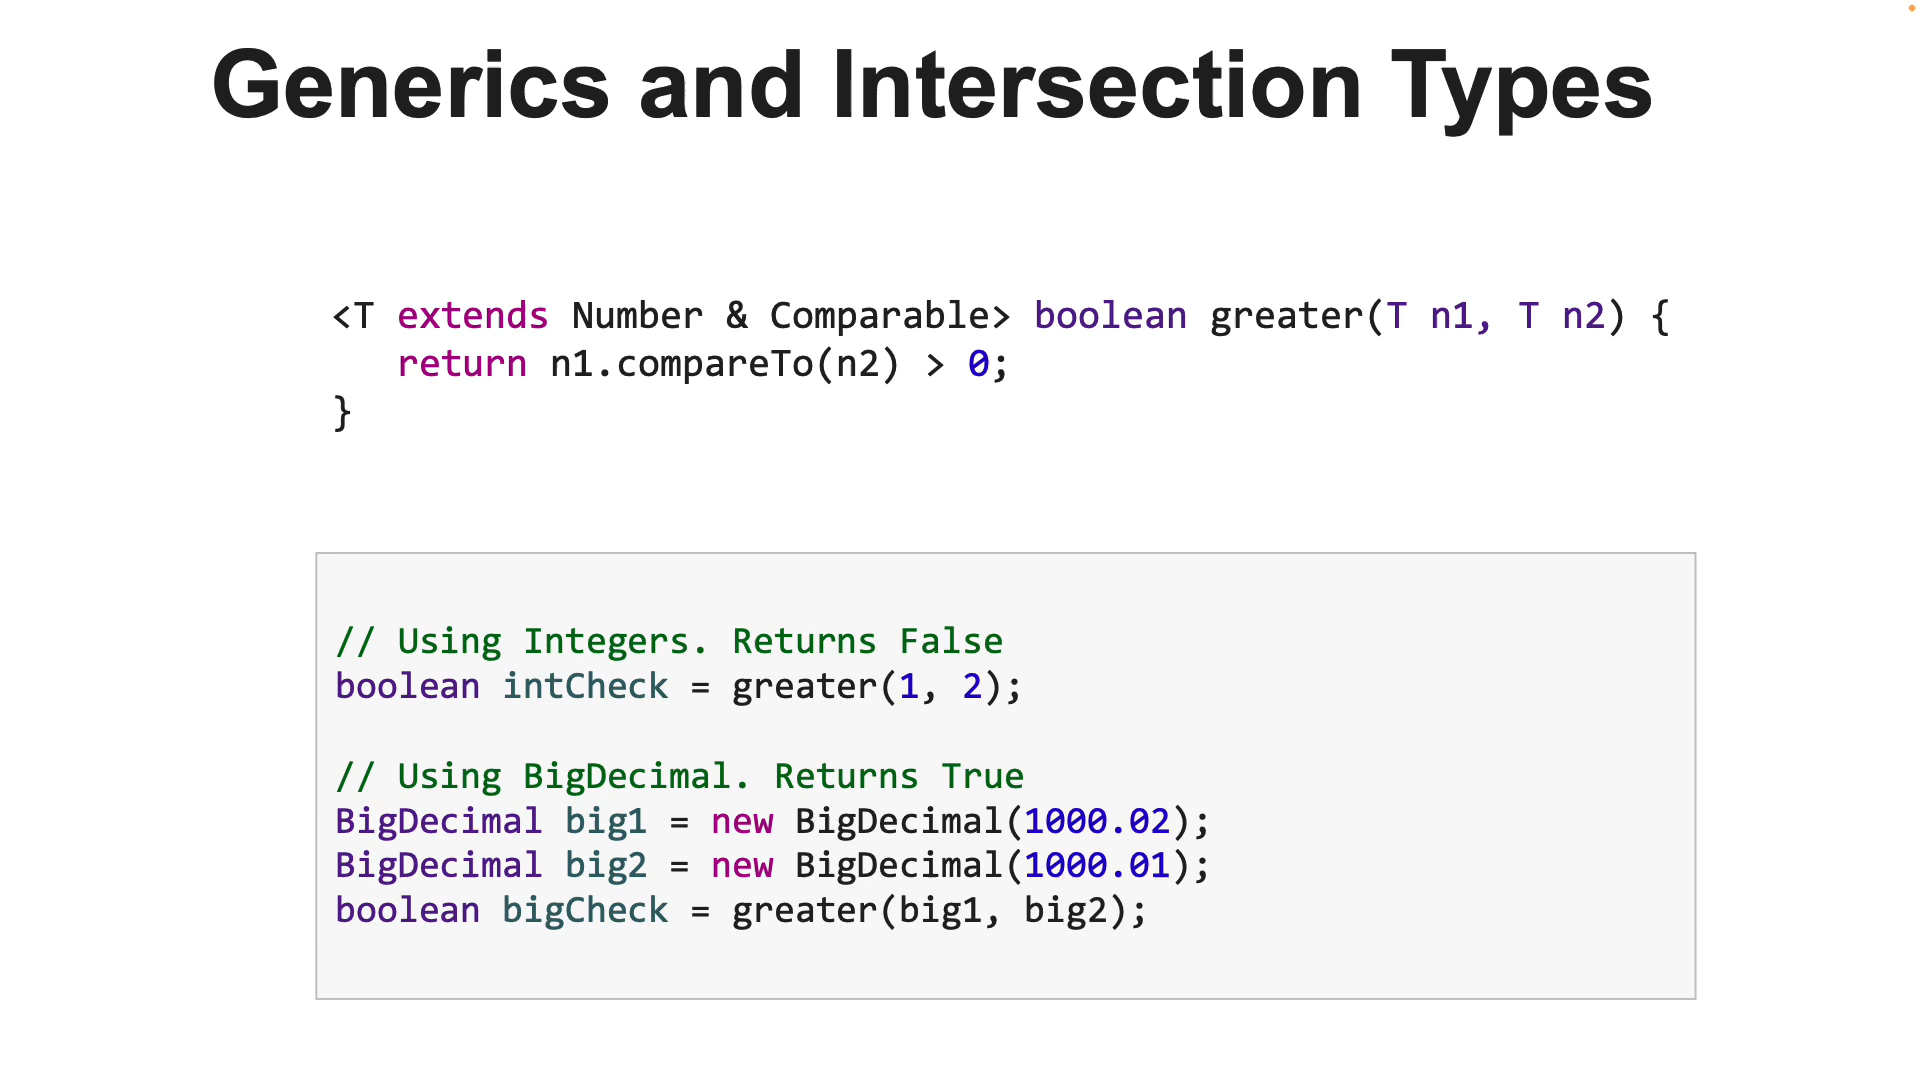 Generics and Intersection Types
<T extends Number & Comparable> boolean greater(T n1, T n2) {
   return n1.compareTo(n2) > 0;
}
// Using Integers. Returns False
boolean intCheck = greater(1, 2);
// Using BigDecimal. Returns True
BigDecimal big1 = new BigDecimal(1000.02);
BigDecimal big2 = new BigDecimal(1000.01);
boolean bigCheck = greater(big1, big2);